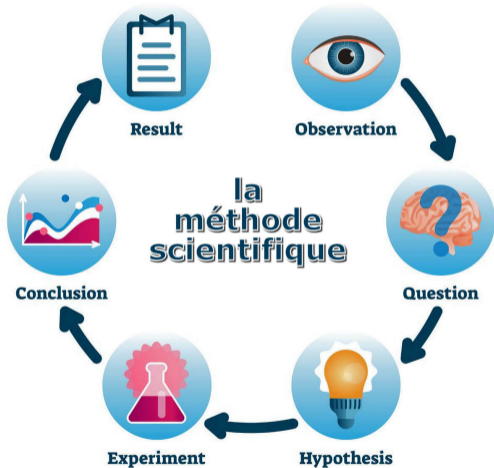 Result
Observation
la
méthode
scientifique
Conclusion
Question
Experiment
Hypothesis